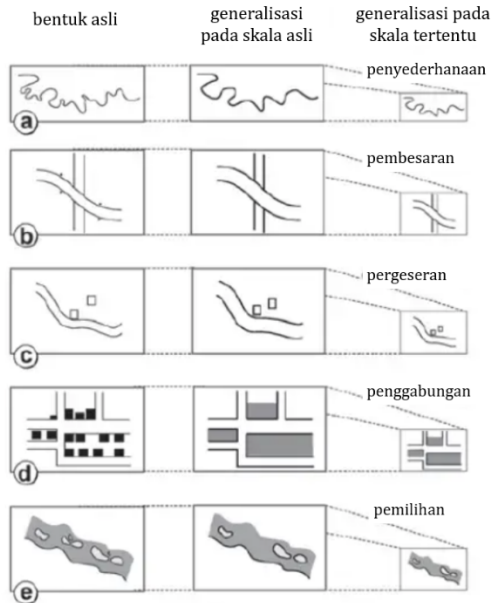 bentuk asli
generalisasi
pada skala asli
generalisasi pada
skala tertentu
penyederhanaan
a
pembesaran
b
pergeseran
c
penggabungan
d
pemilihan
e